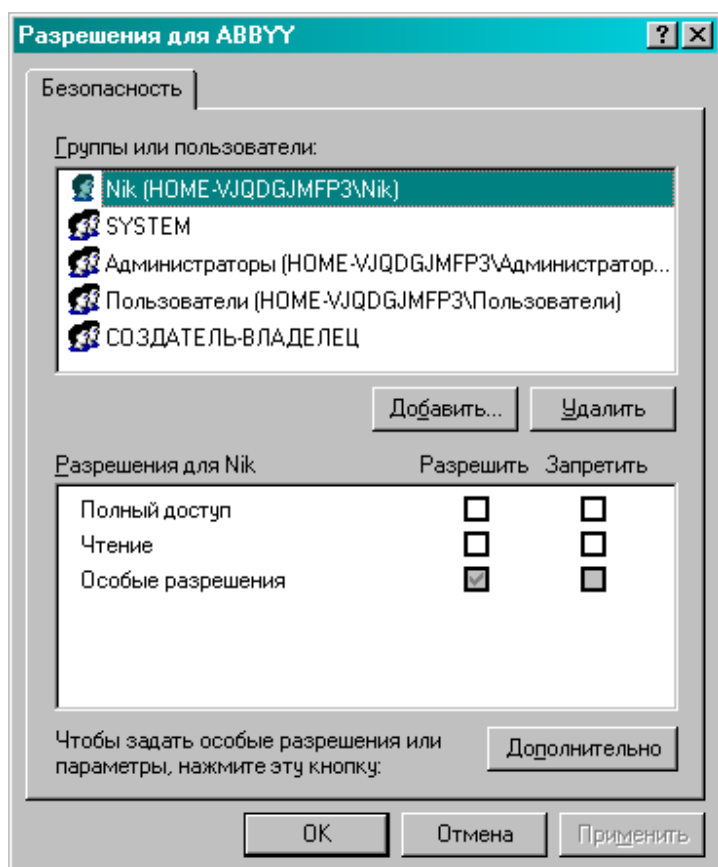 Разрешения для ABBYY
Безопасность
Группы или пользователи:
Nik (HOME-VJQDGJMFP3\Nik)
SYSTEM
Администраторы (HOME-VJQDGJMFP3\Администратор...
Пользователи (HOME-VJQDGJMFP3\Пользователи)
СОЗДАТЕЛЬ-ВЛАДЕЛЕЦ
Добавить... Удалить
Разрешения для Nik Разрешить Запретить
Полный доступ
Чтение
Особые разрешения
Чтобы задать особые разрешения или
параметры, нажмите эту кнопку:
Дополнительно
OK Отмена Применить